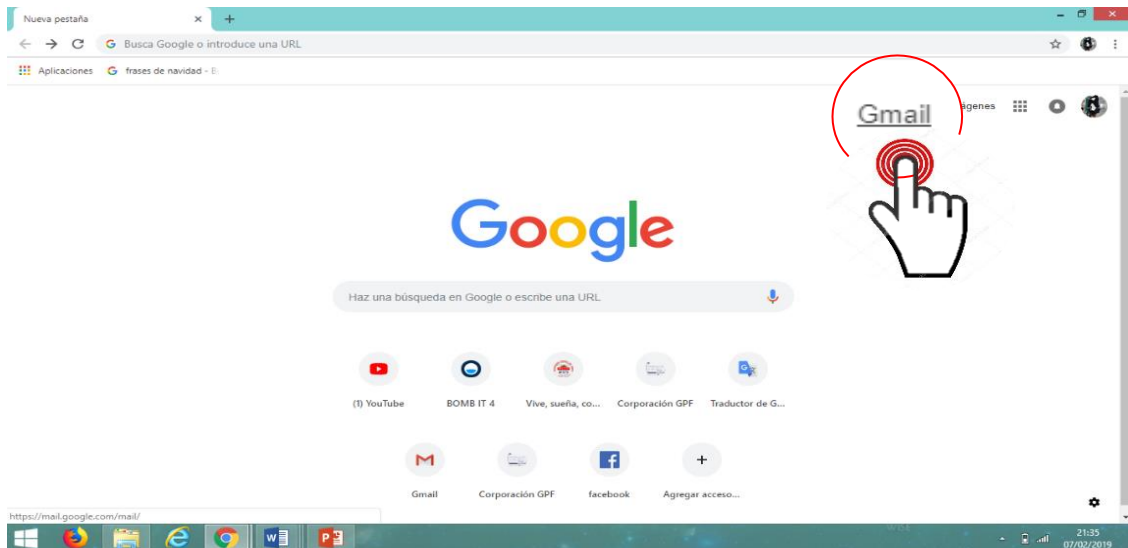 Nueva pestaña
Busca Google o introduce una URL
Aplicaciones
frases de navidad -
Gmail
ágenes
Google
Haz una búsqueda en Google o escribe una URL
(1) YouTube
BOMB IT 4
Vive, sueña, co...
Corporación GPF
Traductor de G...
Gmail
Corporación GPF
facebook
Agregar acceso...
https://mail.google.com/mail/
21:35
07/02/2019